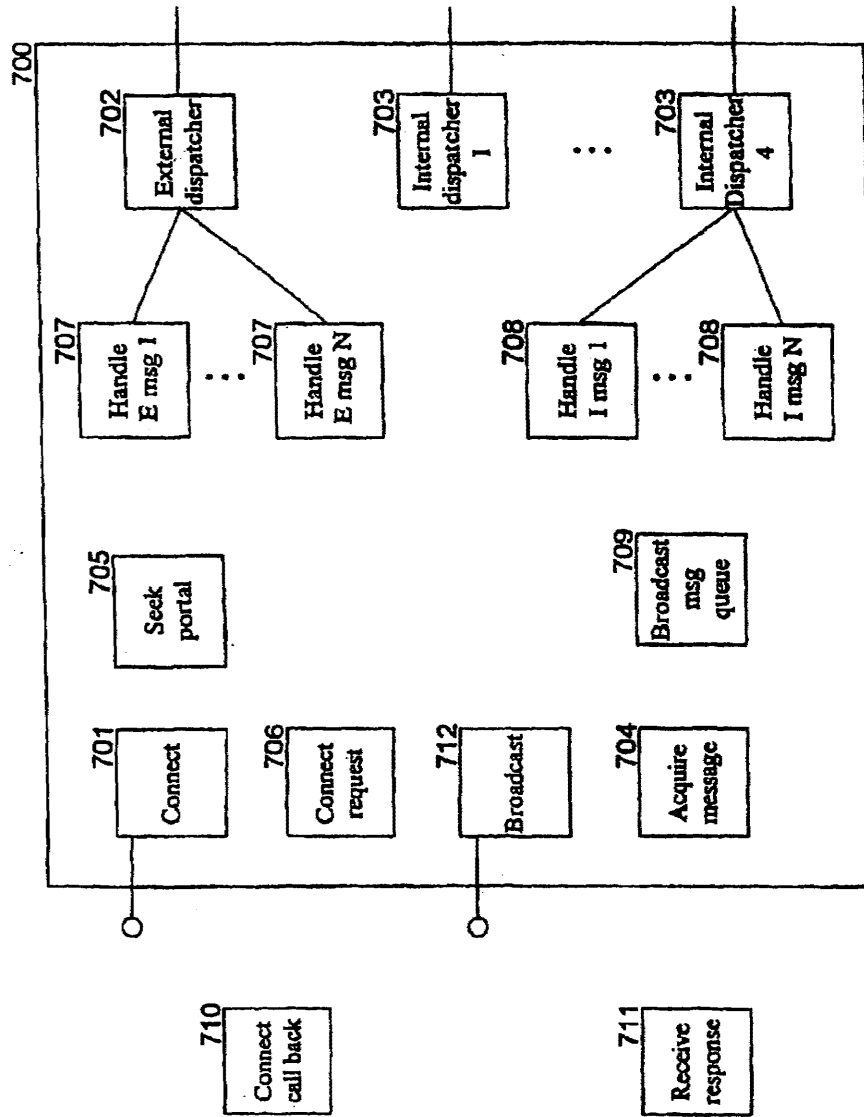 700
710
Connect
call back
711
Receive
response
701
Connect
706
Connect
request
712
Broadcast
704
Acquire
message
705
Seek
portal
709
Broadcast
msg
queue
707
Handle
E msg 1
...
707
Handle
E msg N
708
Handle
I msg 1
...
708
Handle
I msg N
702
External
dispatcher
703
Internal
dispatcher
1
...
703
Internal
Dispatcher
4